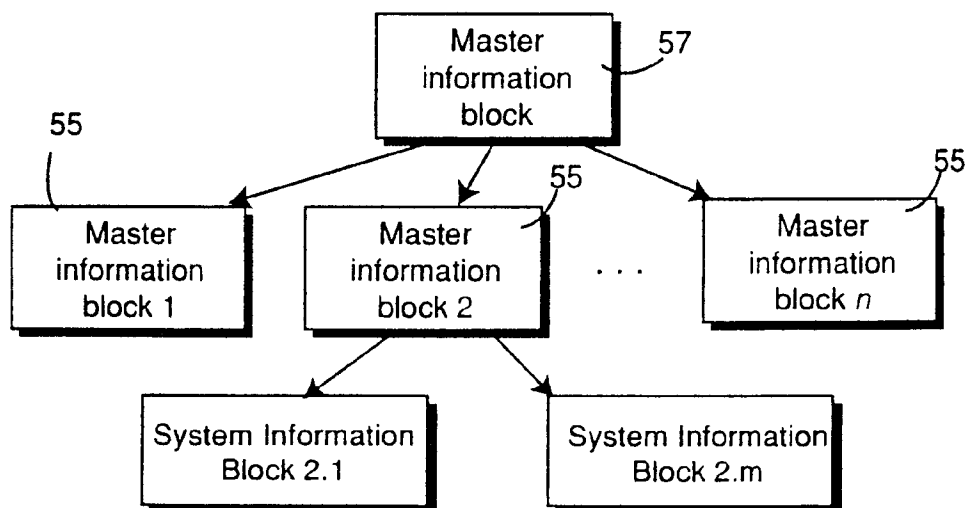 Master
information
block
57
55
Master
information
block 1
55
Master
information
block 2
. . .
55
Master
information
block n
System Information
Block 2.1
System Information
Block 2.m